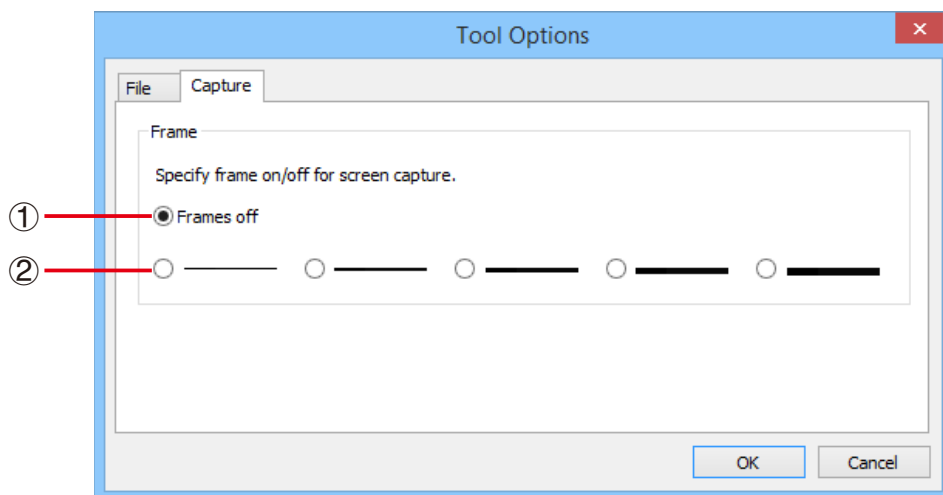 Tool Options
File Capture
Frame
Specify frame on/off for screen capture.
① Frames off
②
OK Cancel